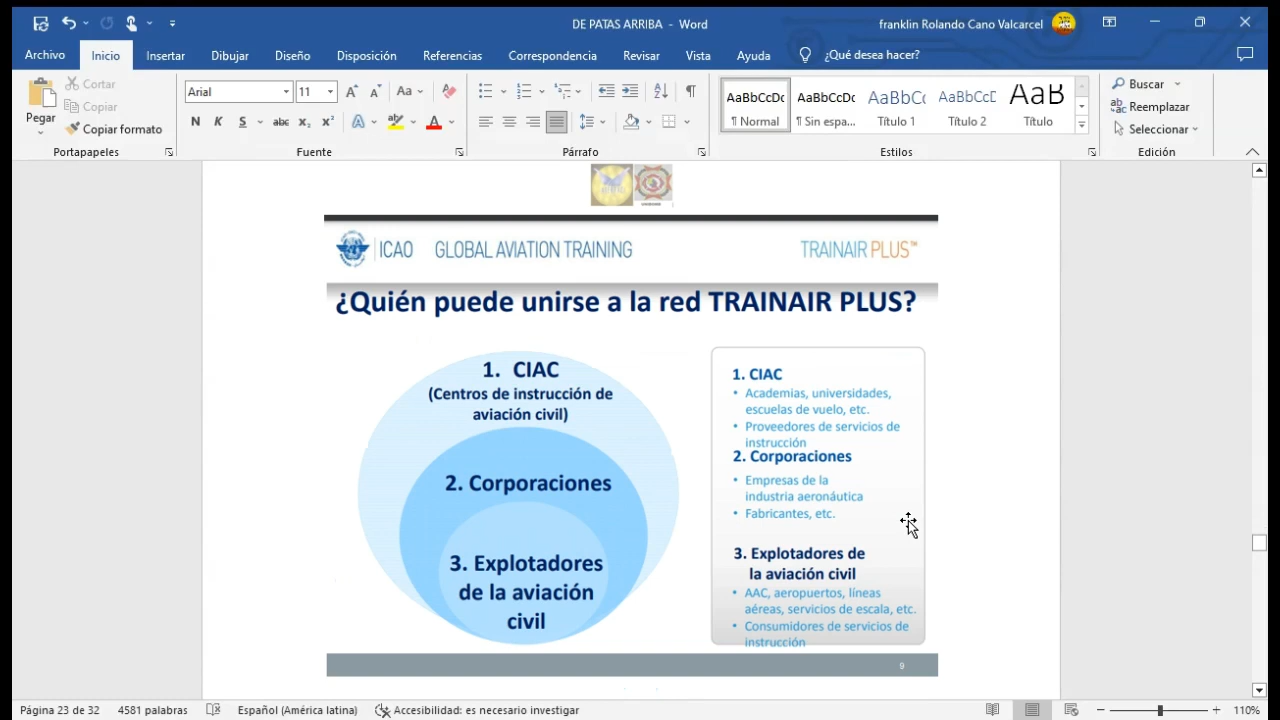 DE PATAS ARRIBA - Word
franklin Rolando Cano Valcarcel
Archivo Inicio Insertar Dibujar Diseño Disposición Referencias Correspondencia Revisar Vista Ayuda ¿Qué desea hacer?
Pegar
Cortar
Copiar
Copiar formato
Portapapeles
Arial 11 Aa
N K S abc x₂ x² A A
Fuente
Párrafo
AaBbCcDc AaBbCcDc AaBbC AaBbCcD AaB
¶ Normal ¶ Sin espa... Título 1 Título 2 Título
Estilos
Buscar
Reemplazar
Seleccionar
Edición
ICAO GLOBAL AVIATION TRAINING TRAINAIR PLUS™
¿Quién puede unirse a la red TRAINAIR PLUS?
1. CIAC
(Centros de instrucción de
aviación civil)
2. Corporaciones
3. Explotadores
de la aviación
civil
1. CIAC
• Academias, universidades,
escuelas de vuelo, etc.
• Proveedores de servicios de
instrucción
2. Corporaciones
• Empresas de la
industria aeronáutica
• Fabricantes, etc.
3. Explotadores de
la aviación civil
• AAC, aeropuertos, líneas
aéreas, servicios de escala, etc.
• Consumidores de servicios de
instrucción
9
Página 23 de 32 4581 palabras Español (América latina) Accesibilidad: es necesario investigar 110%